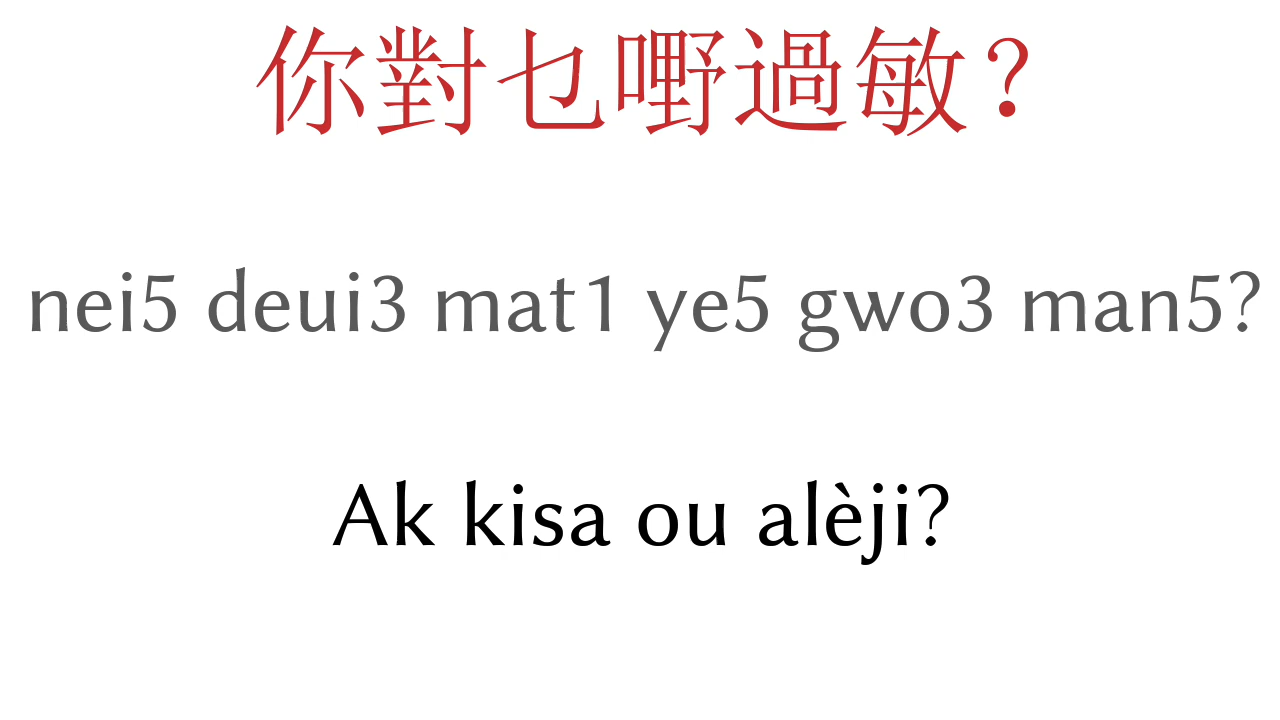 你對乜嘢過敏？
nei5 deui3 mat1 ye5 gwo3 man5?
Ak kisa ou alèji?